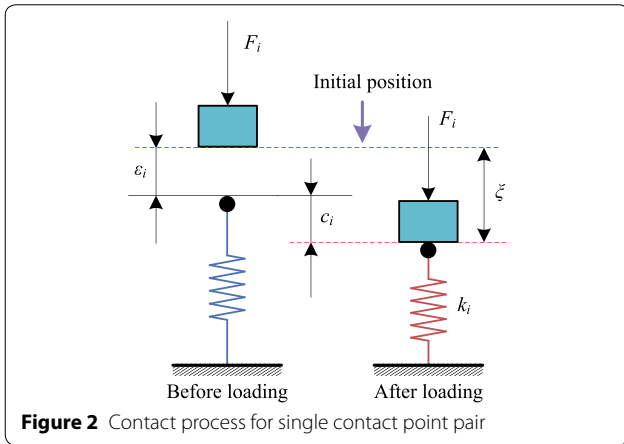 F_i
Initial position
F_i
ε_i
ξ
c_i
k_i
Before loading
After loading
Figure 2 Contact process for single contact point pair